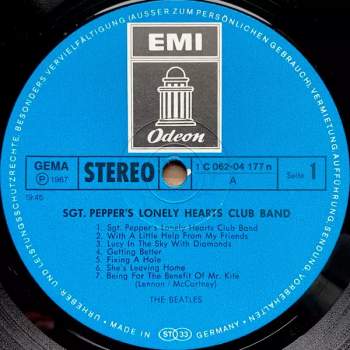 BESONDERS VERVIELFÄLTIGUNG (AUSSER ZUM PERSÖNLICHEN
VERMIETUNG, AUFFÜHRUNG, SENDUNG, VORBEHALTEN
URHEBER- UND LEISTUNGSSCHUTZRECHTE,
MADE IN GERMANY
EMI
Odeon
GEMA
Ⓟ 1967
STEREO
1 C 062-04 177 n
A
Seite 1
19:45
SGT. PEPPER'S LONELY HEARTS CLUB BAND
1. Sgt. Pepper's Lonely Hearts Club Band
2. With A Little Help From My Friends
3. Lucy In The Sky With Diamonds
4. Getting Better
5. Fixing A Hole
6. She's Leaving Home
7. Being For The Benefit Of Mr. Kite
(Lennon / McCartney)
THE BEATLES
STEREO 33